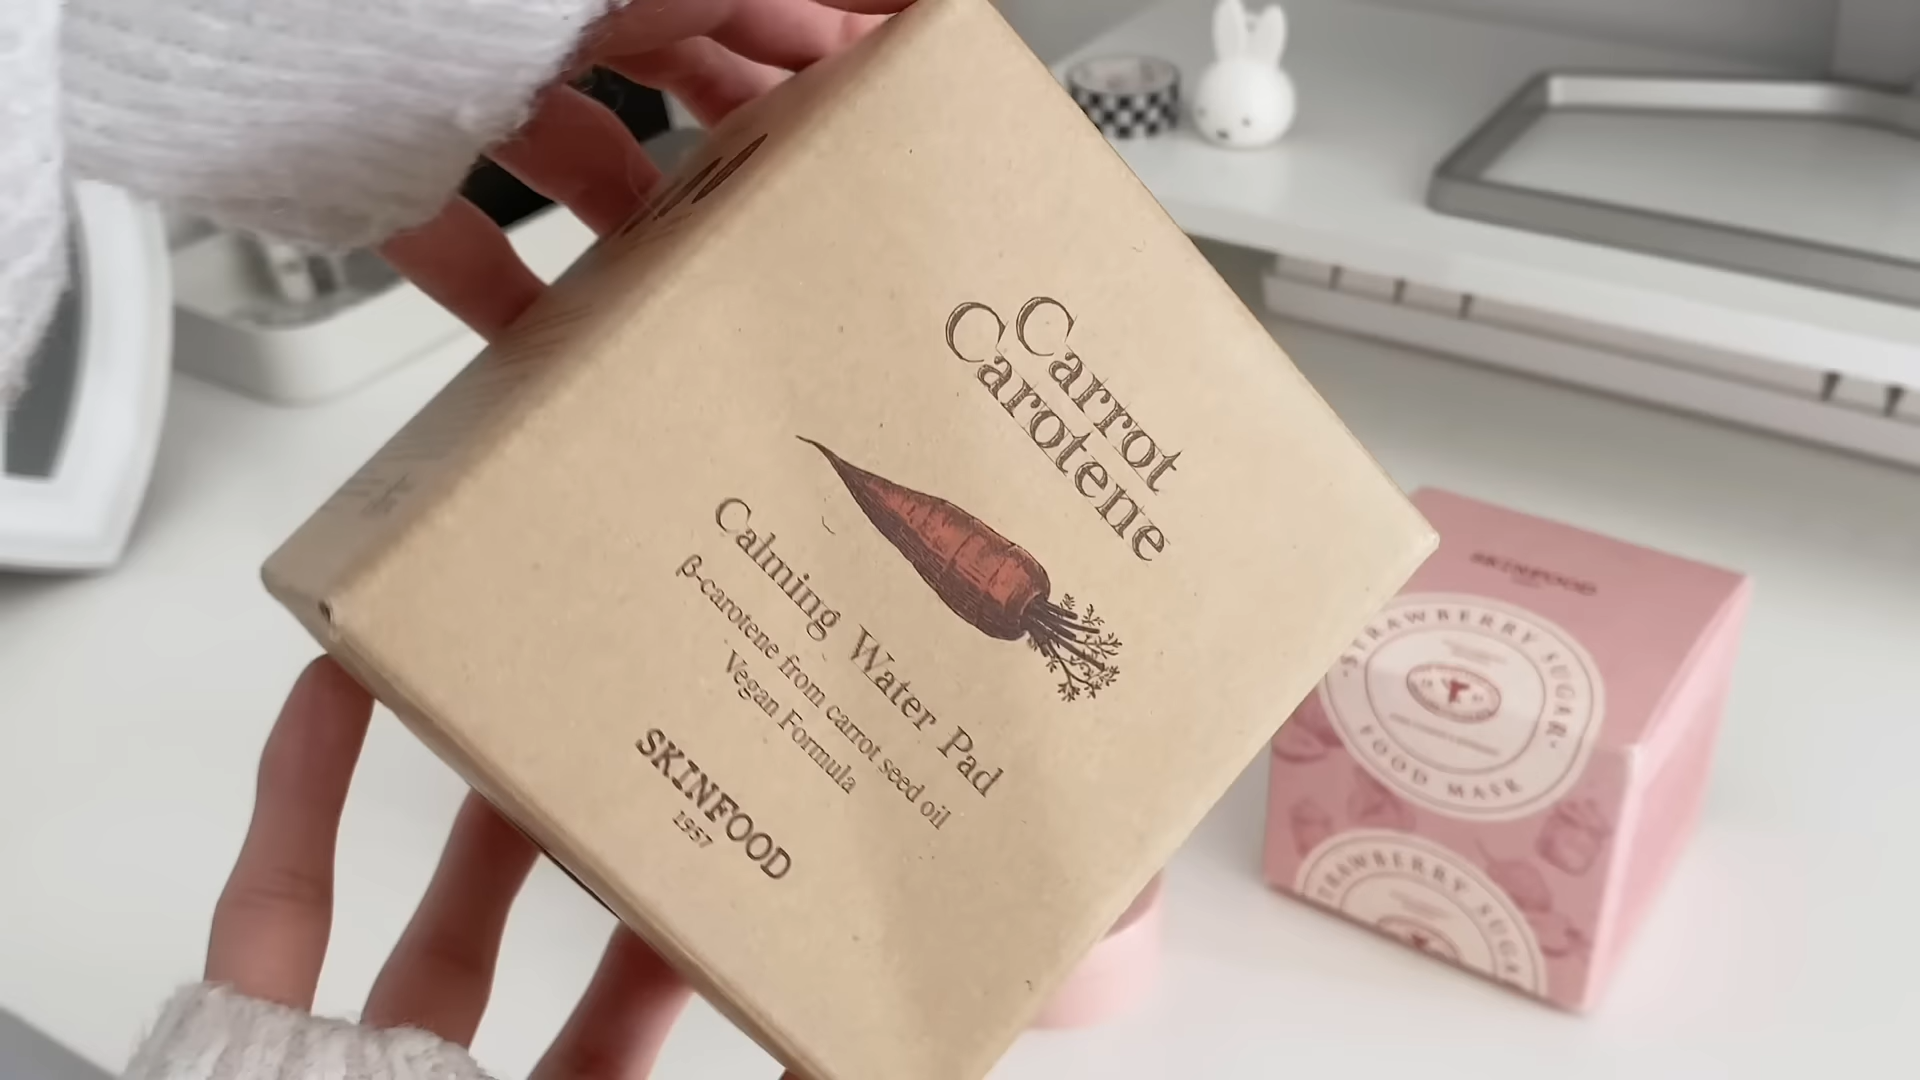 Carrot
Carotene
Calming Water Pad
β-carotene from carrot seed oil
Vegan Formula
SKINFOOD
1957
SKINFOOD
STRAWBERRY SUGAR
FOOD MASK
STRAWBERRY SUGA